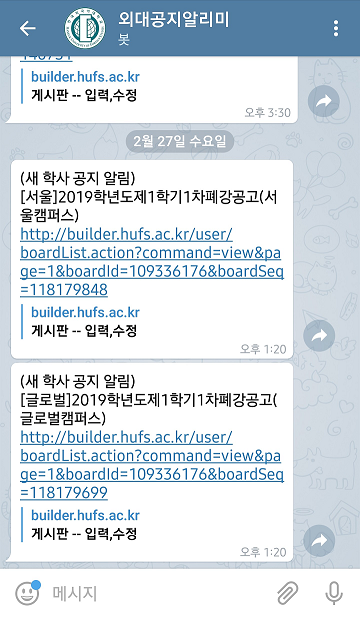 외대공지알리미
봇
builder.hufs.ac.kr
게시판 -- 입력,수정
오후 3:30
2월 27일 수요일
(새 학사 공지 알림)
[서울]2019학년도제1학기1차폐강공고(서
울캠퍼스)
http://builder.hufs.ac.kr/user/
boardList.action?command=view&pa
ge=1&boardId=109336176&boardSeq
=118179848
builder.hufs.ac.kr
게시판 -- 입력,수정
오후 1:20
(새 학사 공지 알림)
[글로벌]2019학년도제1학기1차폐강공고(
글로벌캠퍼스)
http://builder.hufs.ac.kr/user/
boardList.action?command=view&pa
ge=1&boardId=109336176&boardSeq
=118179699
builder.hufs.ac.kr
게시판 -- 입력,수정
오후 1:20
메시지